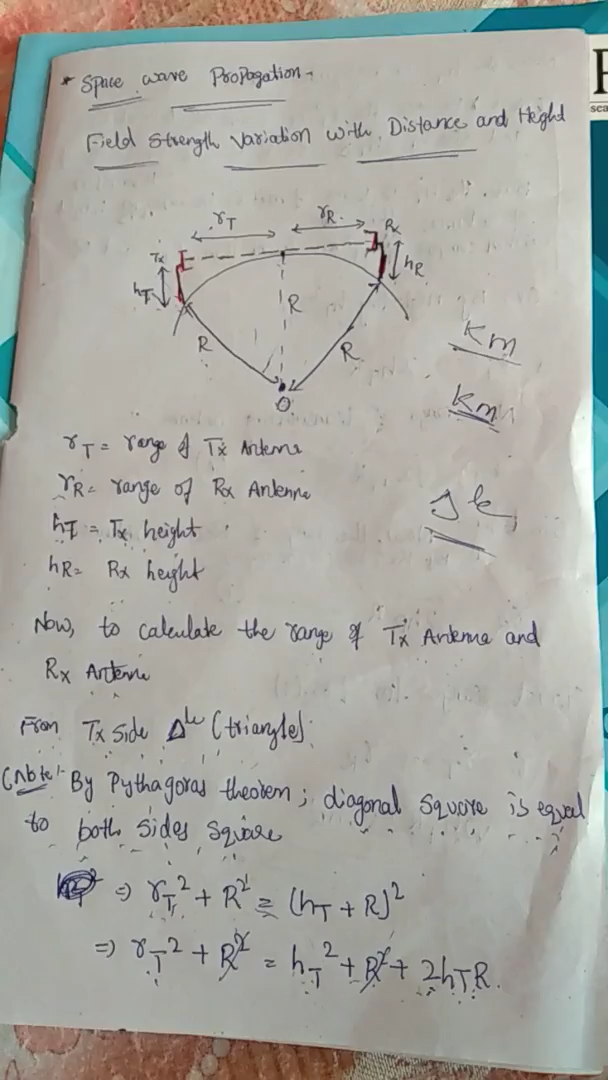 * Space wave Propagation -
Field Strength Variation with Distance and Height
rT rR
Tx Rx
hT hR
R
R R
O
Km
Km
rT = range of Tx Antenna
rR = range of Rx Antenna
hT = Tx height
hR = Rx height
Now, to calculate the range of Tx Antenna and
Rx Antenna
From Tx side Δle (triangle)
(Note:- By Pythagoras theorem; diagonal square is equal
to both sides square
⇒ rT² + R² = (hT + R)²
⇒ rT² + R² = hT² + R² + 2hTR.